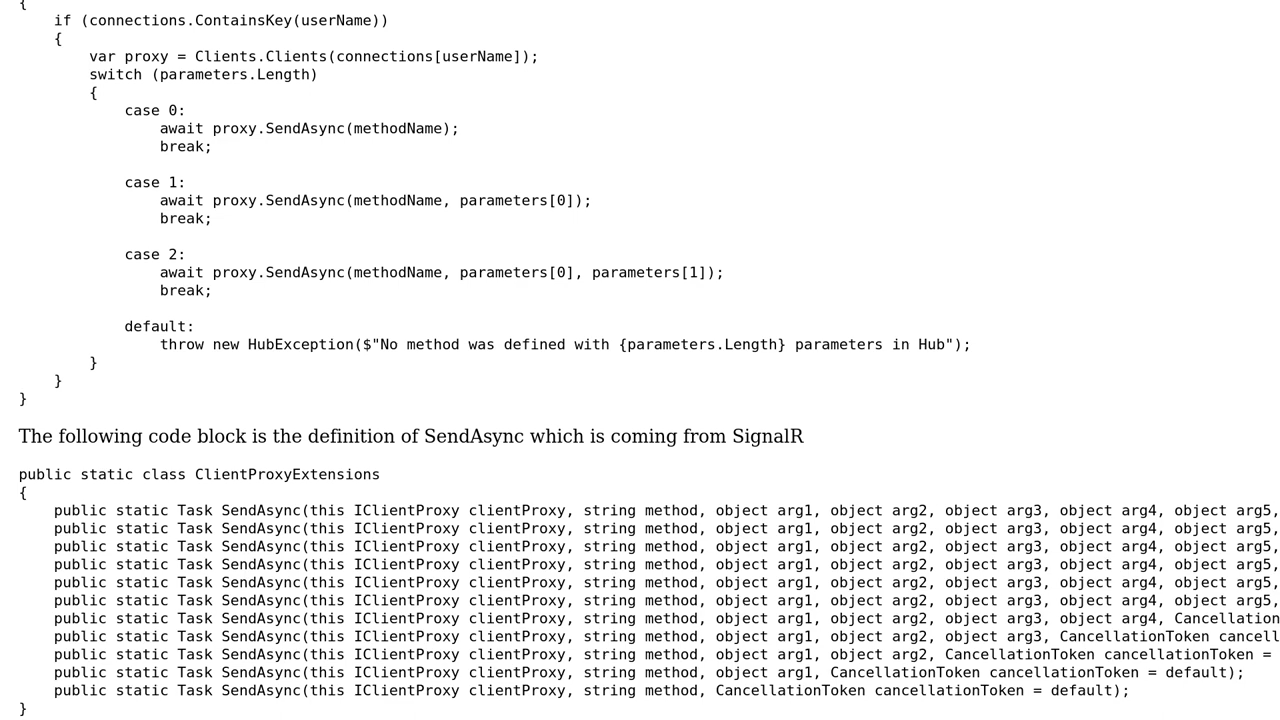 {
    if (connections.ContainsKey(userName))
    {
        var proxy = Clients.Clients(connections[userName]);
        switch (parameters.Length)
        {
            case 0:
                await proxy.SendAsync(methodName);
                break;

            case 1:
                await proxy.SendAsync(methodName, parameters[0]);
                break;

            case 2:
                await proxy.SendAsync(methodName, parameters[0], parameters[1]);
                break;

            default:
                throw new HubException($"No method was defined with {parameters.Length} parameters in Hub");
        }
    }
}
The following code block is the definition of SendAsync which is coming from SignalR
public static class ClientProxyExtensions
{
    public static Task SendAsync(this IClientProxy clientProxy, string method, object arg1, object arg2, object arg3, object arg4, object arg5,
    public static Task SendAsync(this IClientProxy clientProxy, string method, object arg1, object arg2, object arg3, object arg4, object arg5,
    public static Task SendAsync(this IClientProxy clientProxy, string method, object arg1, object arg2, object arg3, object arg4, object arg5,
    public static Task SendAsync(this IClientProxy clientProxy, string method, object arg1, object arg2, object arg3, object arg4, object arg5,
    public static Task SendAsync(this IClientProxy clientProxy, string method, object arg1, object arg2, object arg3, object arg4, object arg5,
    public static Task SendAsync(this IClientProxy clientProxy, string method, object arg1, object arg2, object arg3, object arg4, object arg5,
    public static Task SendAsync(this IClientProxy clientProxy, string method, object arg1, object arg2, object arg3, object arg4, Cancellation
    public static Task SendAsync(this IClientProxy clientProxy, string method, object arg1, object arg2, object arg3, CancellationToken cancell
    public static Task SendAsync(this IClientProxy clientProxy, string method, object arg1, object arg2, CancellationToken cancellationToken =
    public static Task SendAsync(this IClientProxy clientProxy, string method, object arg1, CancellationToken cancellationToken = default);
    public static Task SendAsync(this IClientProxy clientProxy, string method, CancellationToken cancellationToken = default);
}